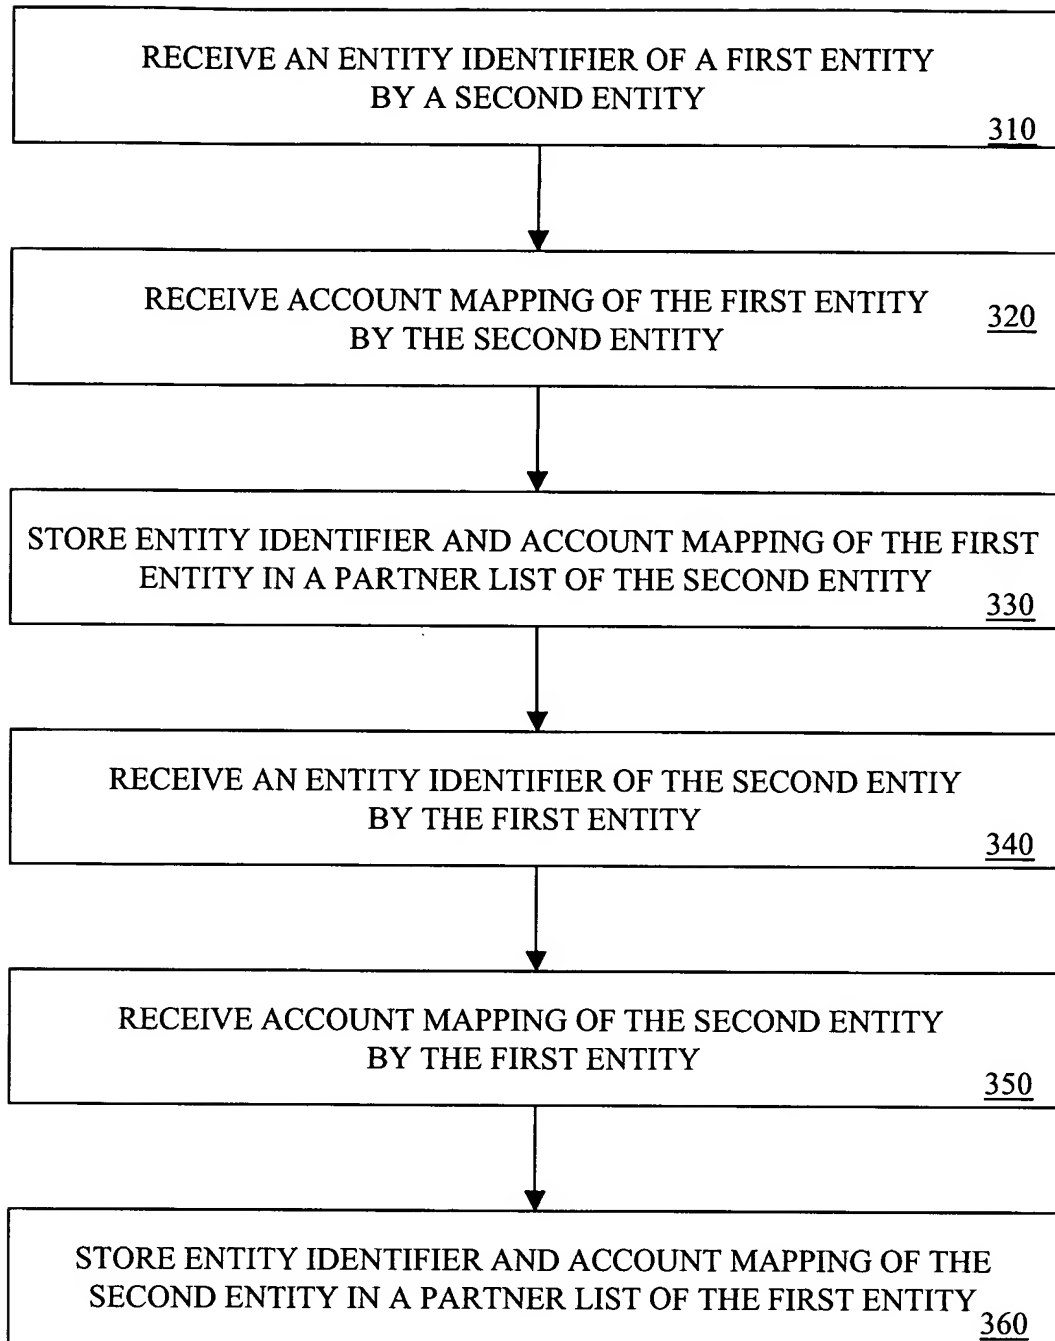 RECEIVE AN ENTITY IDENTIFIER OF A FIRST ENTITY
BY A SECOND ENTITY
310
RECEIVE ACCOUNT MAPPING OF THE FIRST ENTITY
BY THE SECOND ENTITY
320
STORE ENTITY IDENTIFIER AND ACCOUNT MAPPING OF THE FIRST
ENTITY IN A PARTNER LIST OF THE SECOND ENTITY
330
RECEIVE AN ENTITY IDENTIFIER OF THE SECOND ENTIY
BY THE FIRST ENTITY
340
RECEIVE ACCOUNT MAPPING OF THE SECOND ENTITY
BY THE FIRST ENTITY
350
STORE ENTITY IDENTIFIER AND ACCOUNT MAPPING OF THE
SECOND ENTITY IN A PARTNER LIST OF THE FIRST ENTITY
360